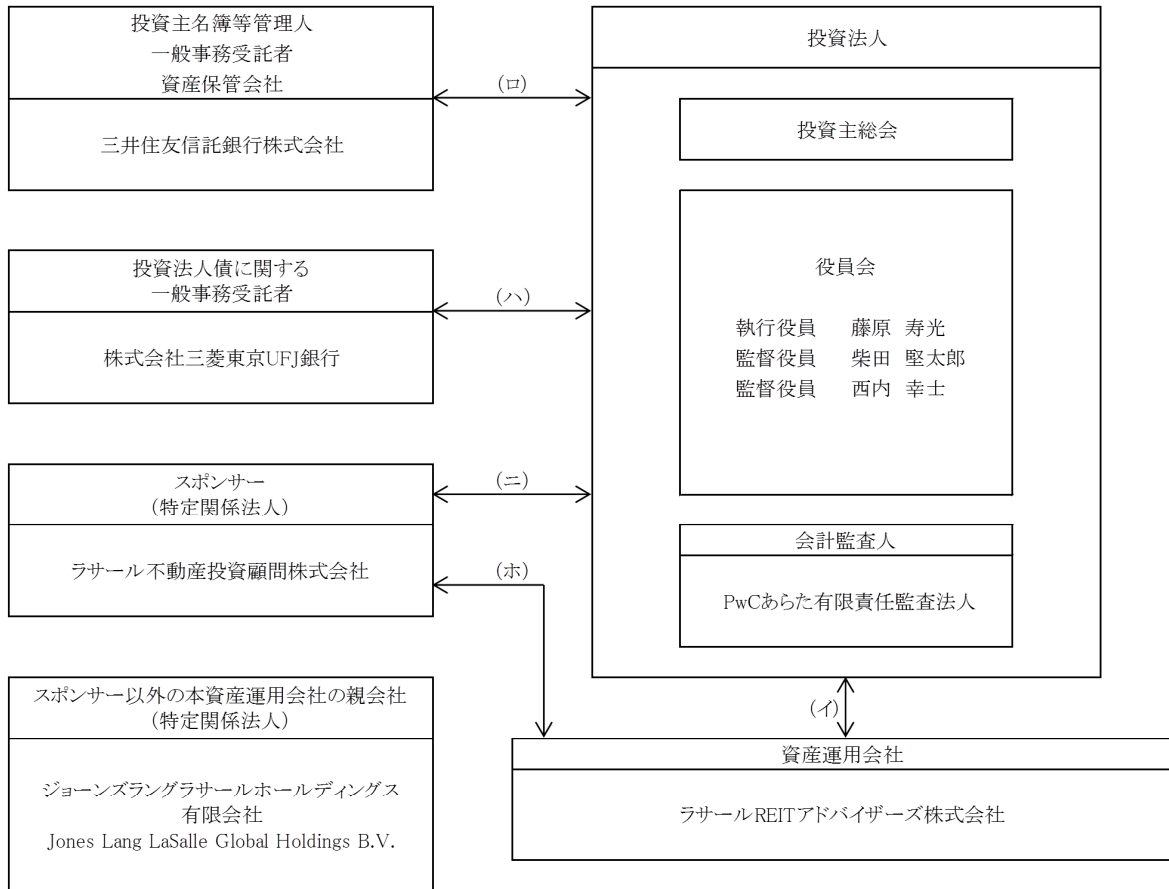 投資主名簿等管理人
一般事務受託者
資産保管会社
三井住友信託銀行株式会社
(ロ)
投資法人
投資主総会
役員会
執行役員 藤原 寿光
監督役員 柴田 堅太郎
監督役員 西内 幸士
会計監査人
PwCあらた有限責任監査法人
投資法人債に関する
一般事務受託者
株式会社三菱東京UFJ銀行
(ハ)
スポンサー
(特定関係法人)
ラサール不動産投資顧問株式会社
(ニ)
(ホ)
スポンサー以外の本資産運用会社の親会社
(特定関係法人)
ジョーンズラングラサールホールディングス
有限会社
Jones Lang LaSalle Global Holdings B.V.
(イ)
資産運用会社
ラサールREITアドバイザーズ株式会社